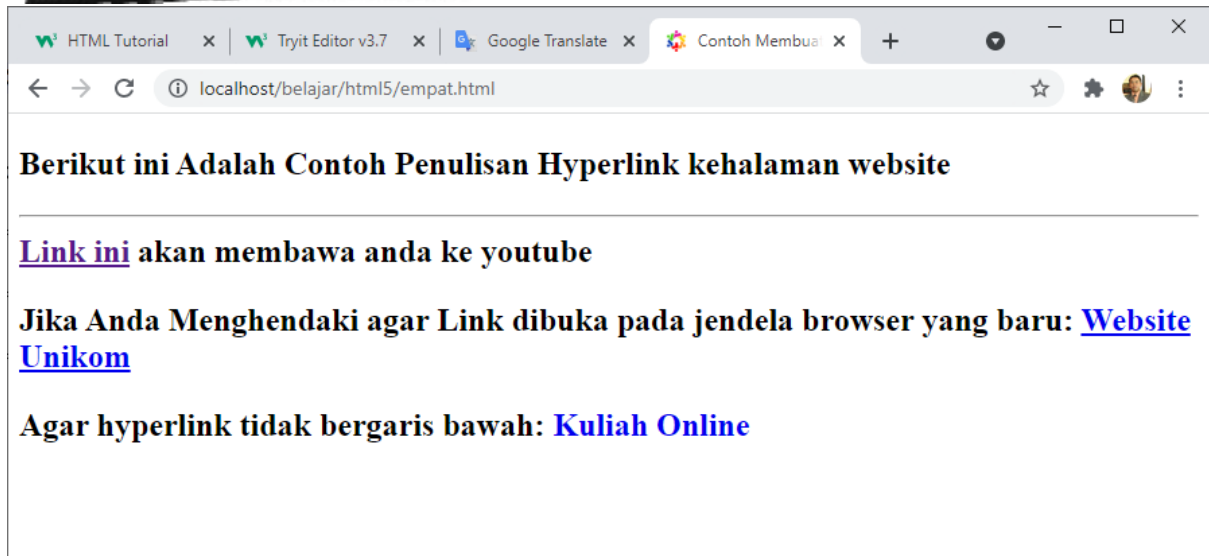 HTML Tutorial Tryit Editor v3.7 Google Translate Contoh Membua
localhost/belajar/html5/empat.html
Berikut ini Adalah Contoh Penulisan Hyperlink kehalaman website
Link ini akan membawa anda ke youtube
Jika Anda Menghendaki agar Link dibuka pada jendela browser yang baru: Website
Unikom
Agar hyperlink tidak bergaris bawah: Kuliah Online